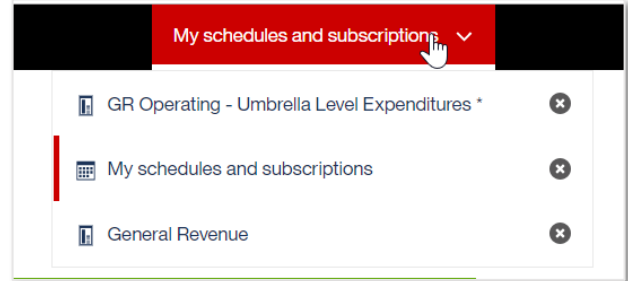 My schedules and subscriptions
GR Operating - Umbrella Level Expenditures *
My schedules and subscriptions
General Revenue